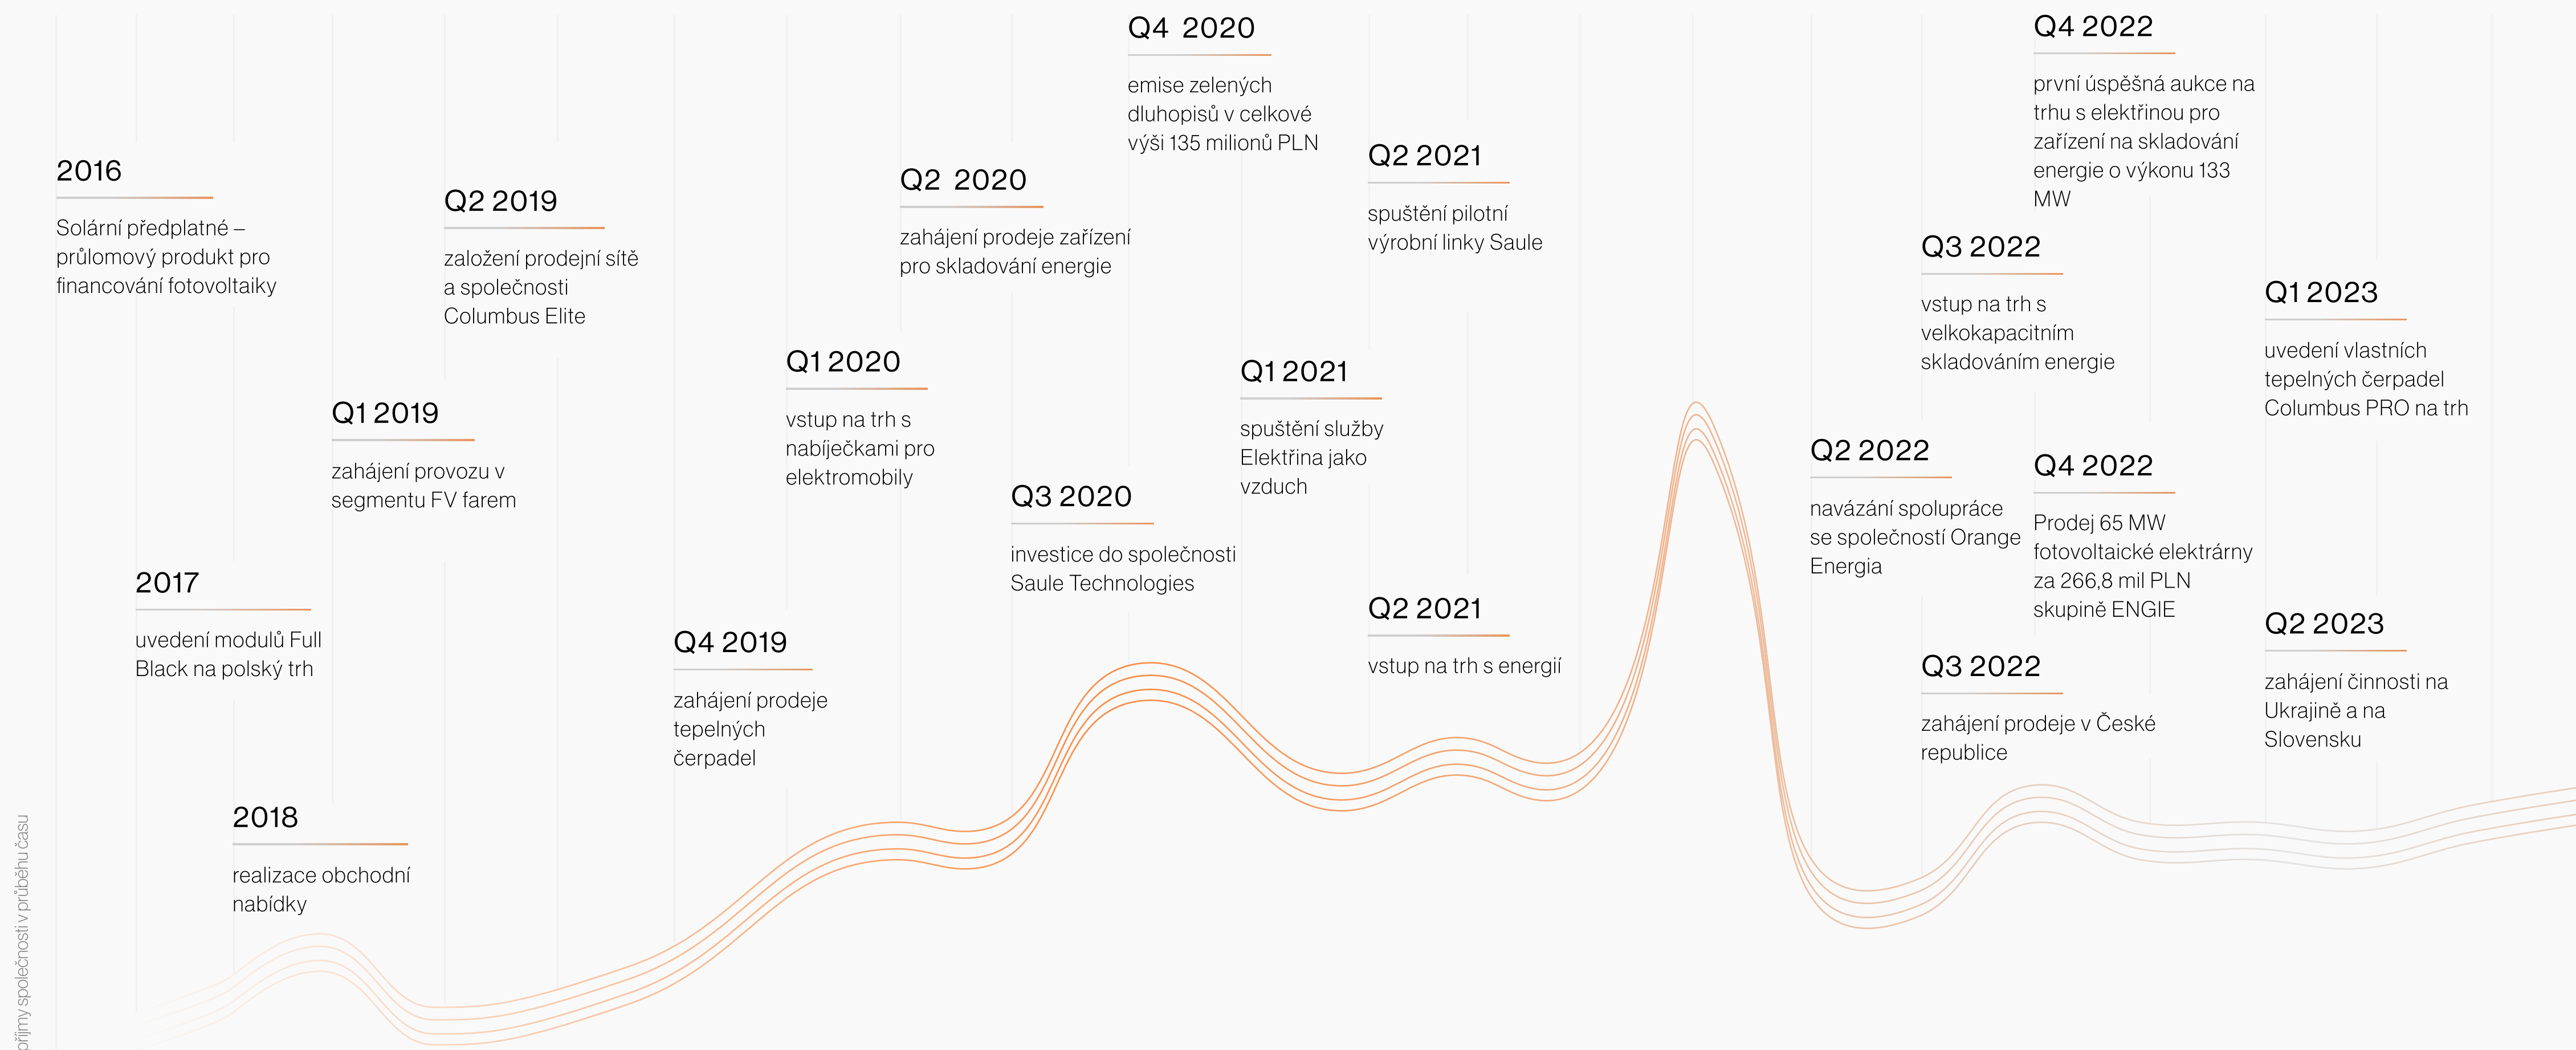 2016
Solární předplatné –
průlomový produkt pro
financování fotovoltaiky
2017
uvedení modulů Full
Black na polský trh
2018
realizace obchodní
nabídky
Q1 2019
zahájení provozu v
segmentu FV farem
Q2 2019
založení prodejní sítě
a společnosti
Columbus Elite
Q4 2019
zahájení prodeje
tepelných
čerpadel
Q1 2020
vstup na trh s
nabíječkami pro
elektromobily
Q2 2020
zahájení prodeje zařízení
pro skladování energie
Q3 2020
investice do společnosti
Saule Technologies
Q4 2020
emise zelených
dluhopisů v celkové
výši 135 milionů PLN
Q1 2021
spuštění služby
Elektřina jako
vzduch
Q2 2021
spuštění pilotní
výrobní linky Saule
Q2 2021
vstup na trh s energií
Q2 2022
navázání spolupráce
se společností Orange
Energia
Q3 2022
vstup na trh s
velkokapacitním
skladováním energie
Q3 2022
zahájení prodeje v České
republice
Q4 2022
první úspěšná aukce na
trhu s elektřinou pro
zařízení na skladování
energie o výkonu 133
MW
Q4 2022
Prodej 65 MW
fotovoltaické elektrárny
za 266,8 mil PLN
skupině ENGIE
Q1 2023
uvedení vlastních
tepelných čerpadel
Columbus PRO na trh
Q2 2023
zahájení činnosti na
Ukrajině a na
Slovensku
příjmy společnosti v průběhu času